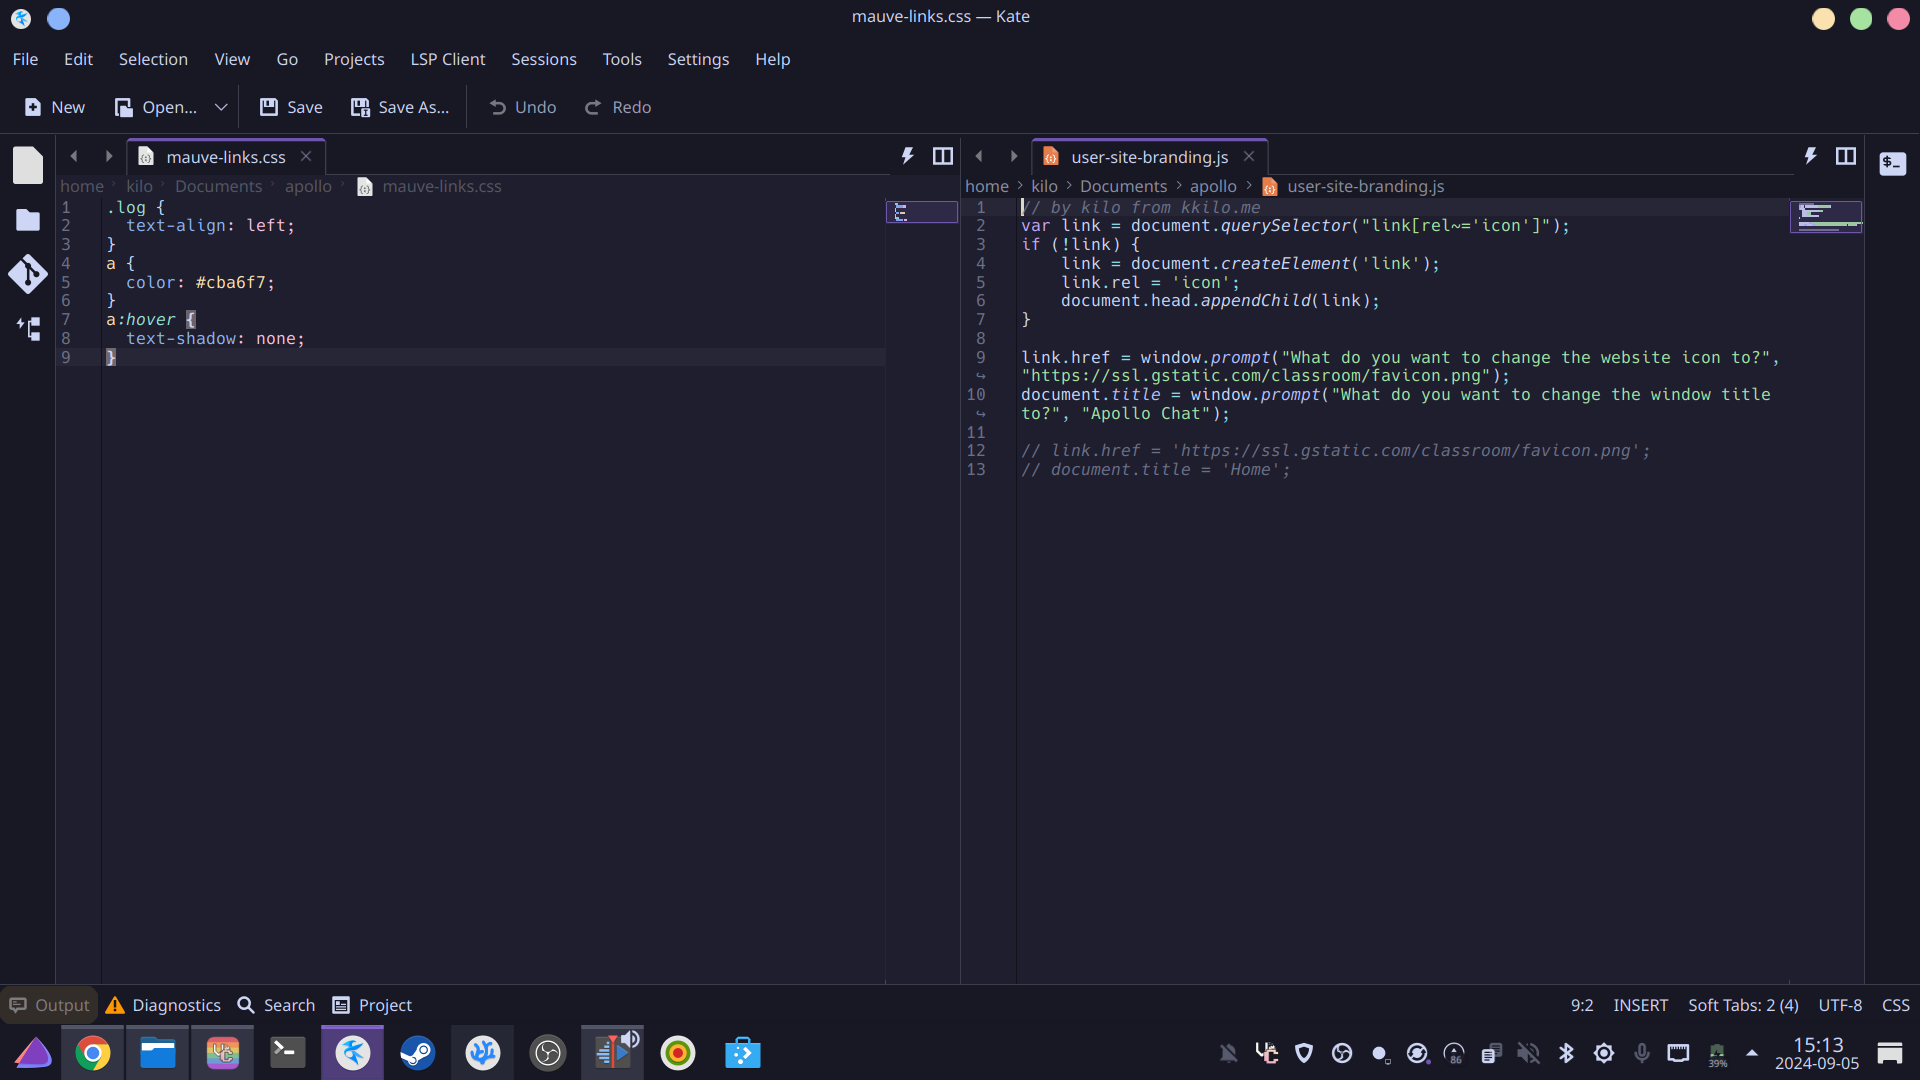 mauve-links.css — Kate
File Edit Selection View Go Projects LSP Client Sessions Tools Settings Help
New Open... Save Save As... Undo Redo
mauve-links.css
home kilo Documents apollo mauve-links.css
1 .log {
2 text-align: left;
3 }
4 a {
5 color: #cba6f7;
6 }
7 a:hover {
8 text-shadow: none;
9 }
user-site-branding.js
home > kilo > Documents > apollo > user-site-branding.js
1 // by kilo from kkilo.me
2 var link = document.querySelector("link[rel~='icon']");
3 if (!link) {
4 link = document.createElement('link');
5 link.rel = 'icon';
6 document.head.appendChild(link);
7 }
8
9 link.href = window.prompt("What do you want to change the website icon to?",
"https://ssl.gstatic.com/classroom/favicon.png");
10 document.title = window.prompt("What do you want to change the window title
to?", "Apollo Chat");
11
12 // link.href = 'https://ssl.gstatic.com/classroom/favicon.png';
13 // document.title = 'Home';
$_
Output Diagnostics Search Project
9:2 INSERT Soft Tabs: 2 (4) UTF-8 CSS
86
39%
15:13
2024-09-05